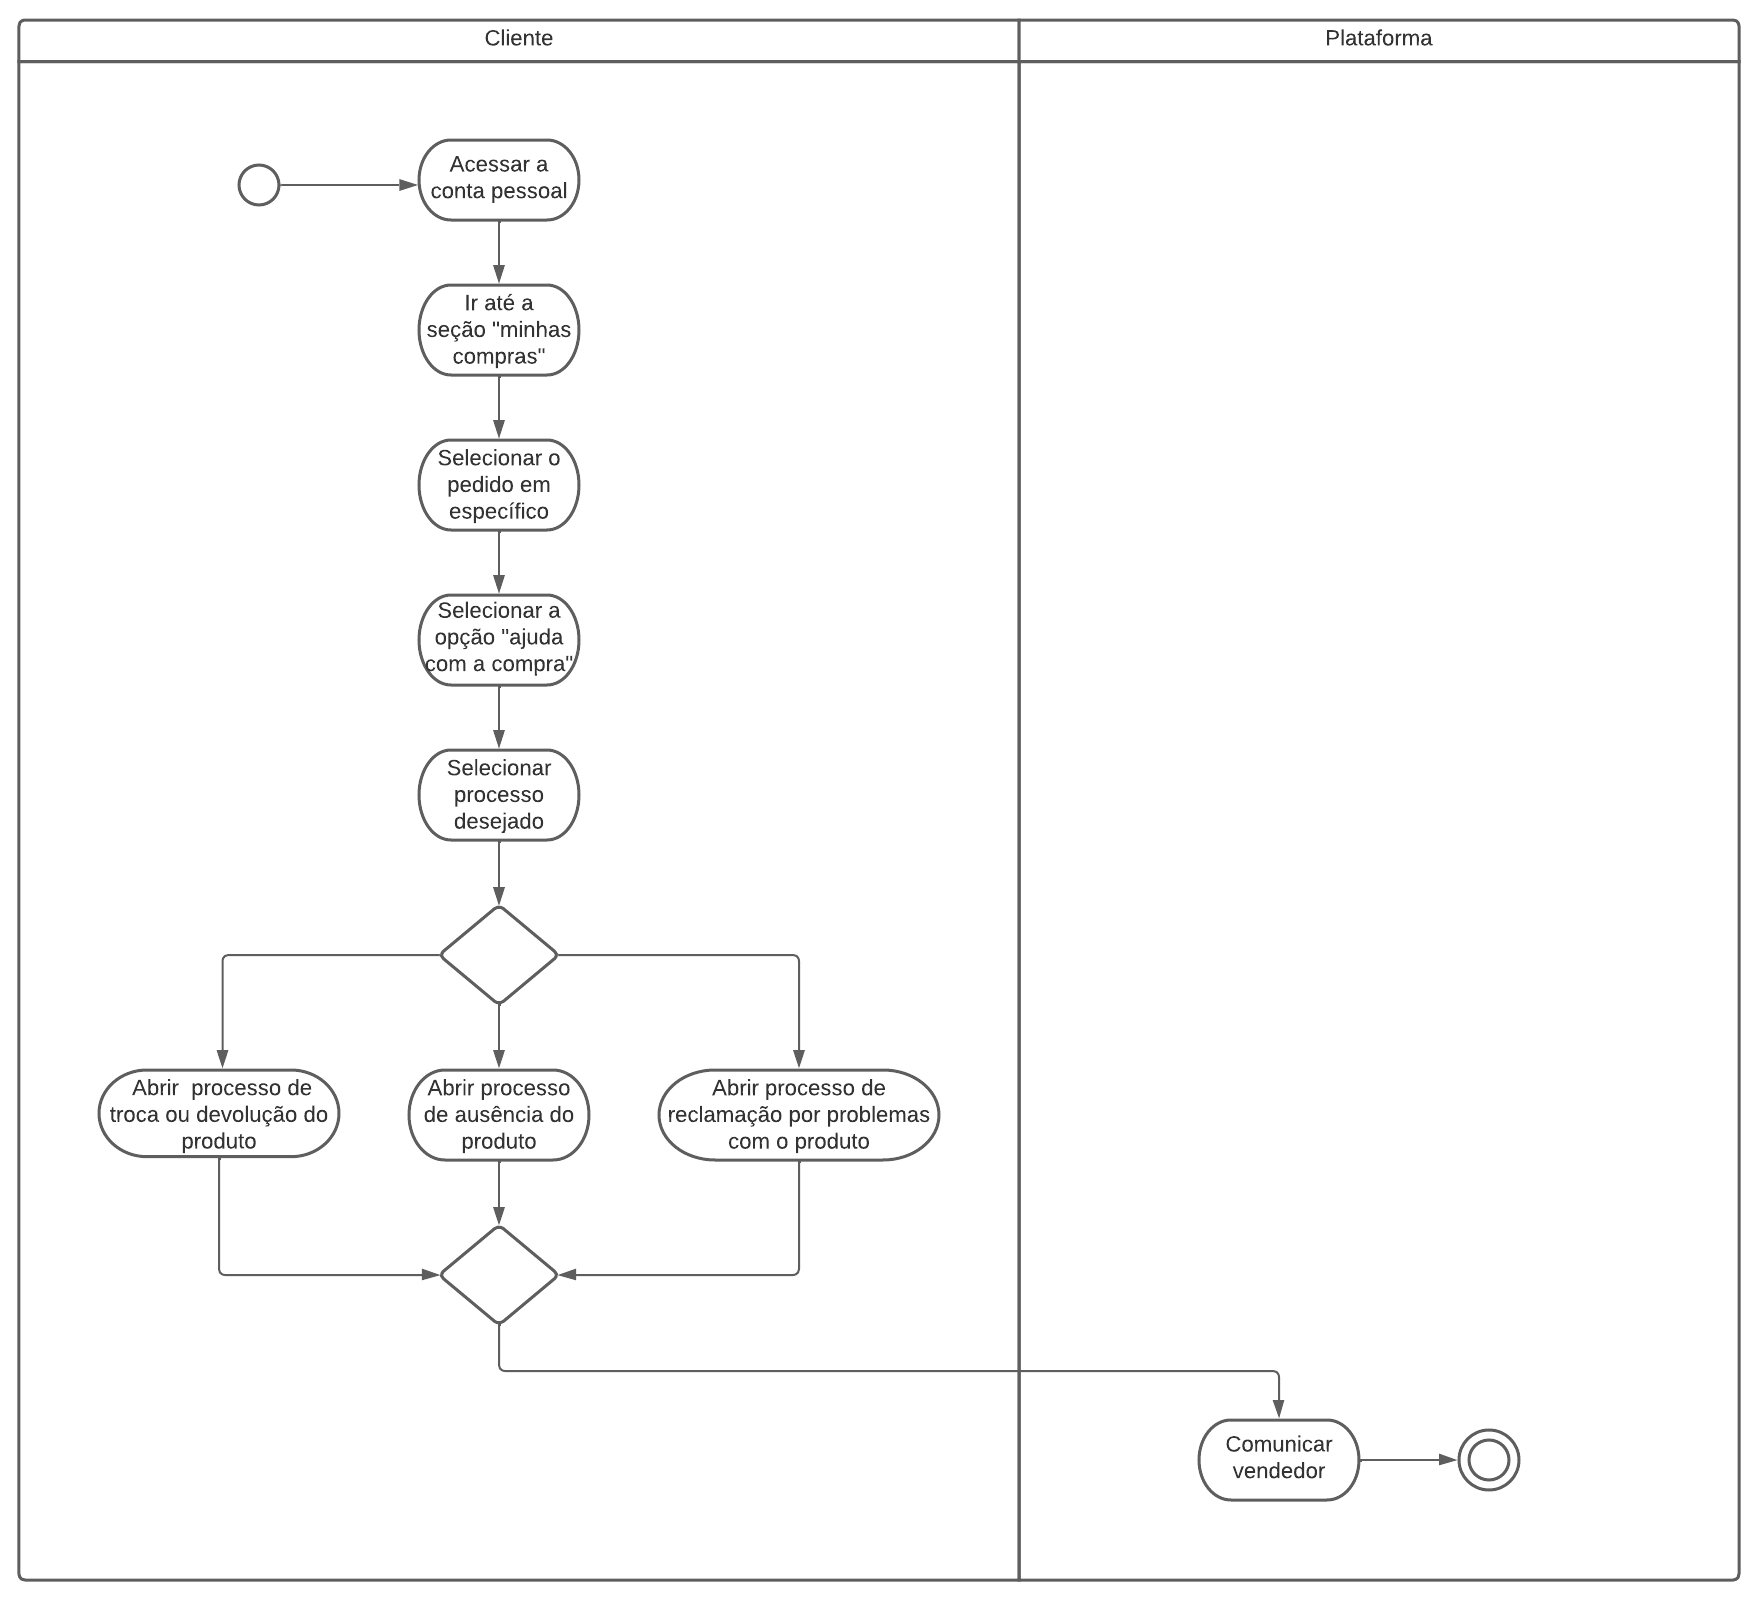 Cliente
Plataforma
Acessar a
conta pessoal
Ir até a
seção "minhas
compras"
Selecionar o
pedido em
específico
Selecionar a
opção "ajuda
com a compra"
Selecionar
processo
desejado
Abrir  processo de
troca ou devolução do
produto
Abrir processo
de ausência do
produto
Abrir processo de
reclamação por problemas
com o produto
Comunicar
vendedor